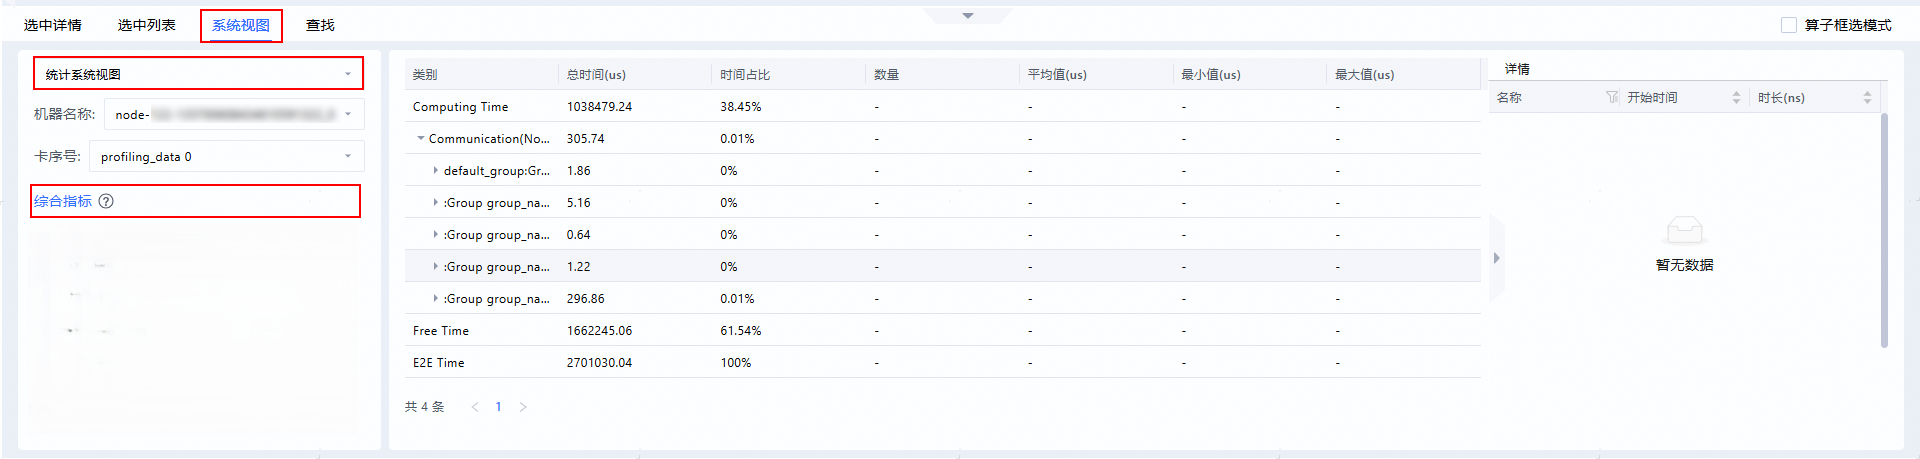 选中详情 选中列表 系统视图 查找 算子框选模式
统计系统视图
机器名称: node-
卡序号: profiling_data 0
综合指标 ?
类别 总时间(us) 时间占比 数量 平均值(us) 最小值(us) 最大值(us)
Computing Time 1038479.24 38.45% - - - -
Communication(No... 305.74 0.01% - - - -
default_group:Gr... 1.86 0% - - - -
:Group group_na... 5.16 0% - - - -
:Group group_na... 0.64 0% - - - -
:Group group_na... 1.22 0% - - - -
:Group group_na... 296.86 0.01% - - - -
Free Time 1662245.06 61.54% - - - -
E2E Time 2701030.04 100% - - - -
共 4 条 < 1 >
详情
名称 开始时间 时长(ns)
暂无数据